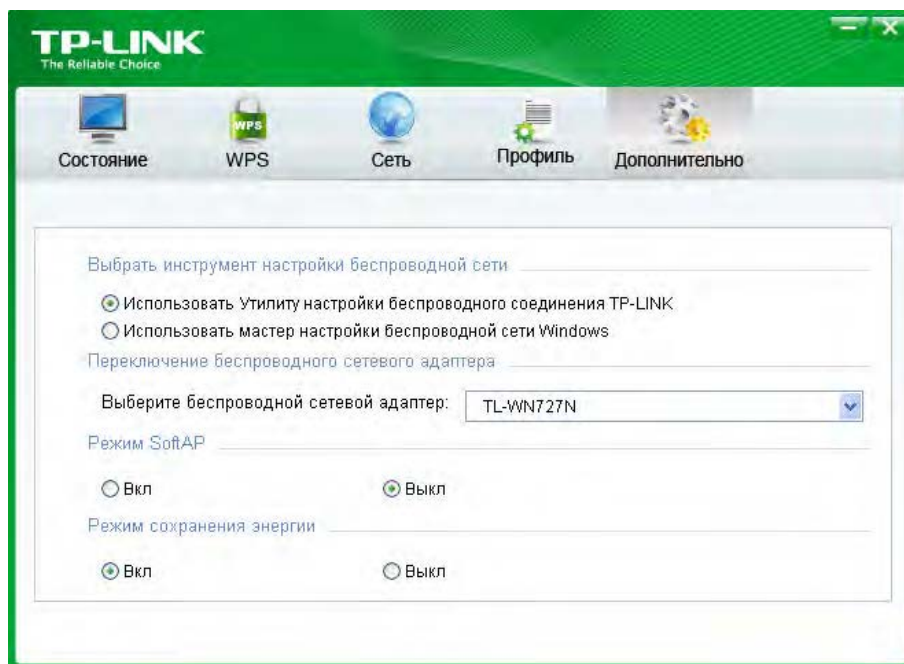 TP-LINK
The Reliable Choice
WPS
Состояние WPS Сеть Профиль Дополнительно
Выбрать инструмент настройки беспроводной сети
Использовать Утилиту настройки беспроводного соединения TP-LINK
Использовать мастер настройки беспроводной сети Windows
Переключение беспроводного сетевого адаптера
Выберите беспроводной сетевой адаптер: TL-WN727N
Режим SoftAP
Вкл Выкл
Режим сохранения энергии
Вкл Выкл